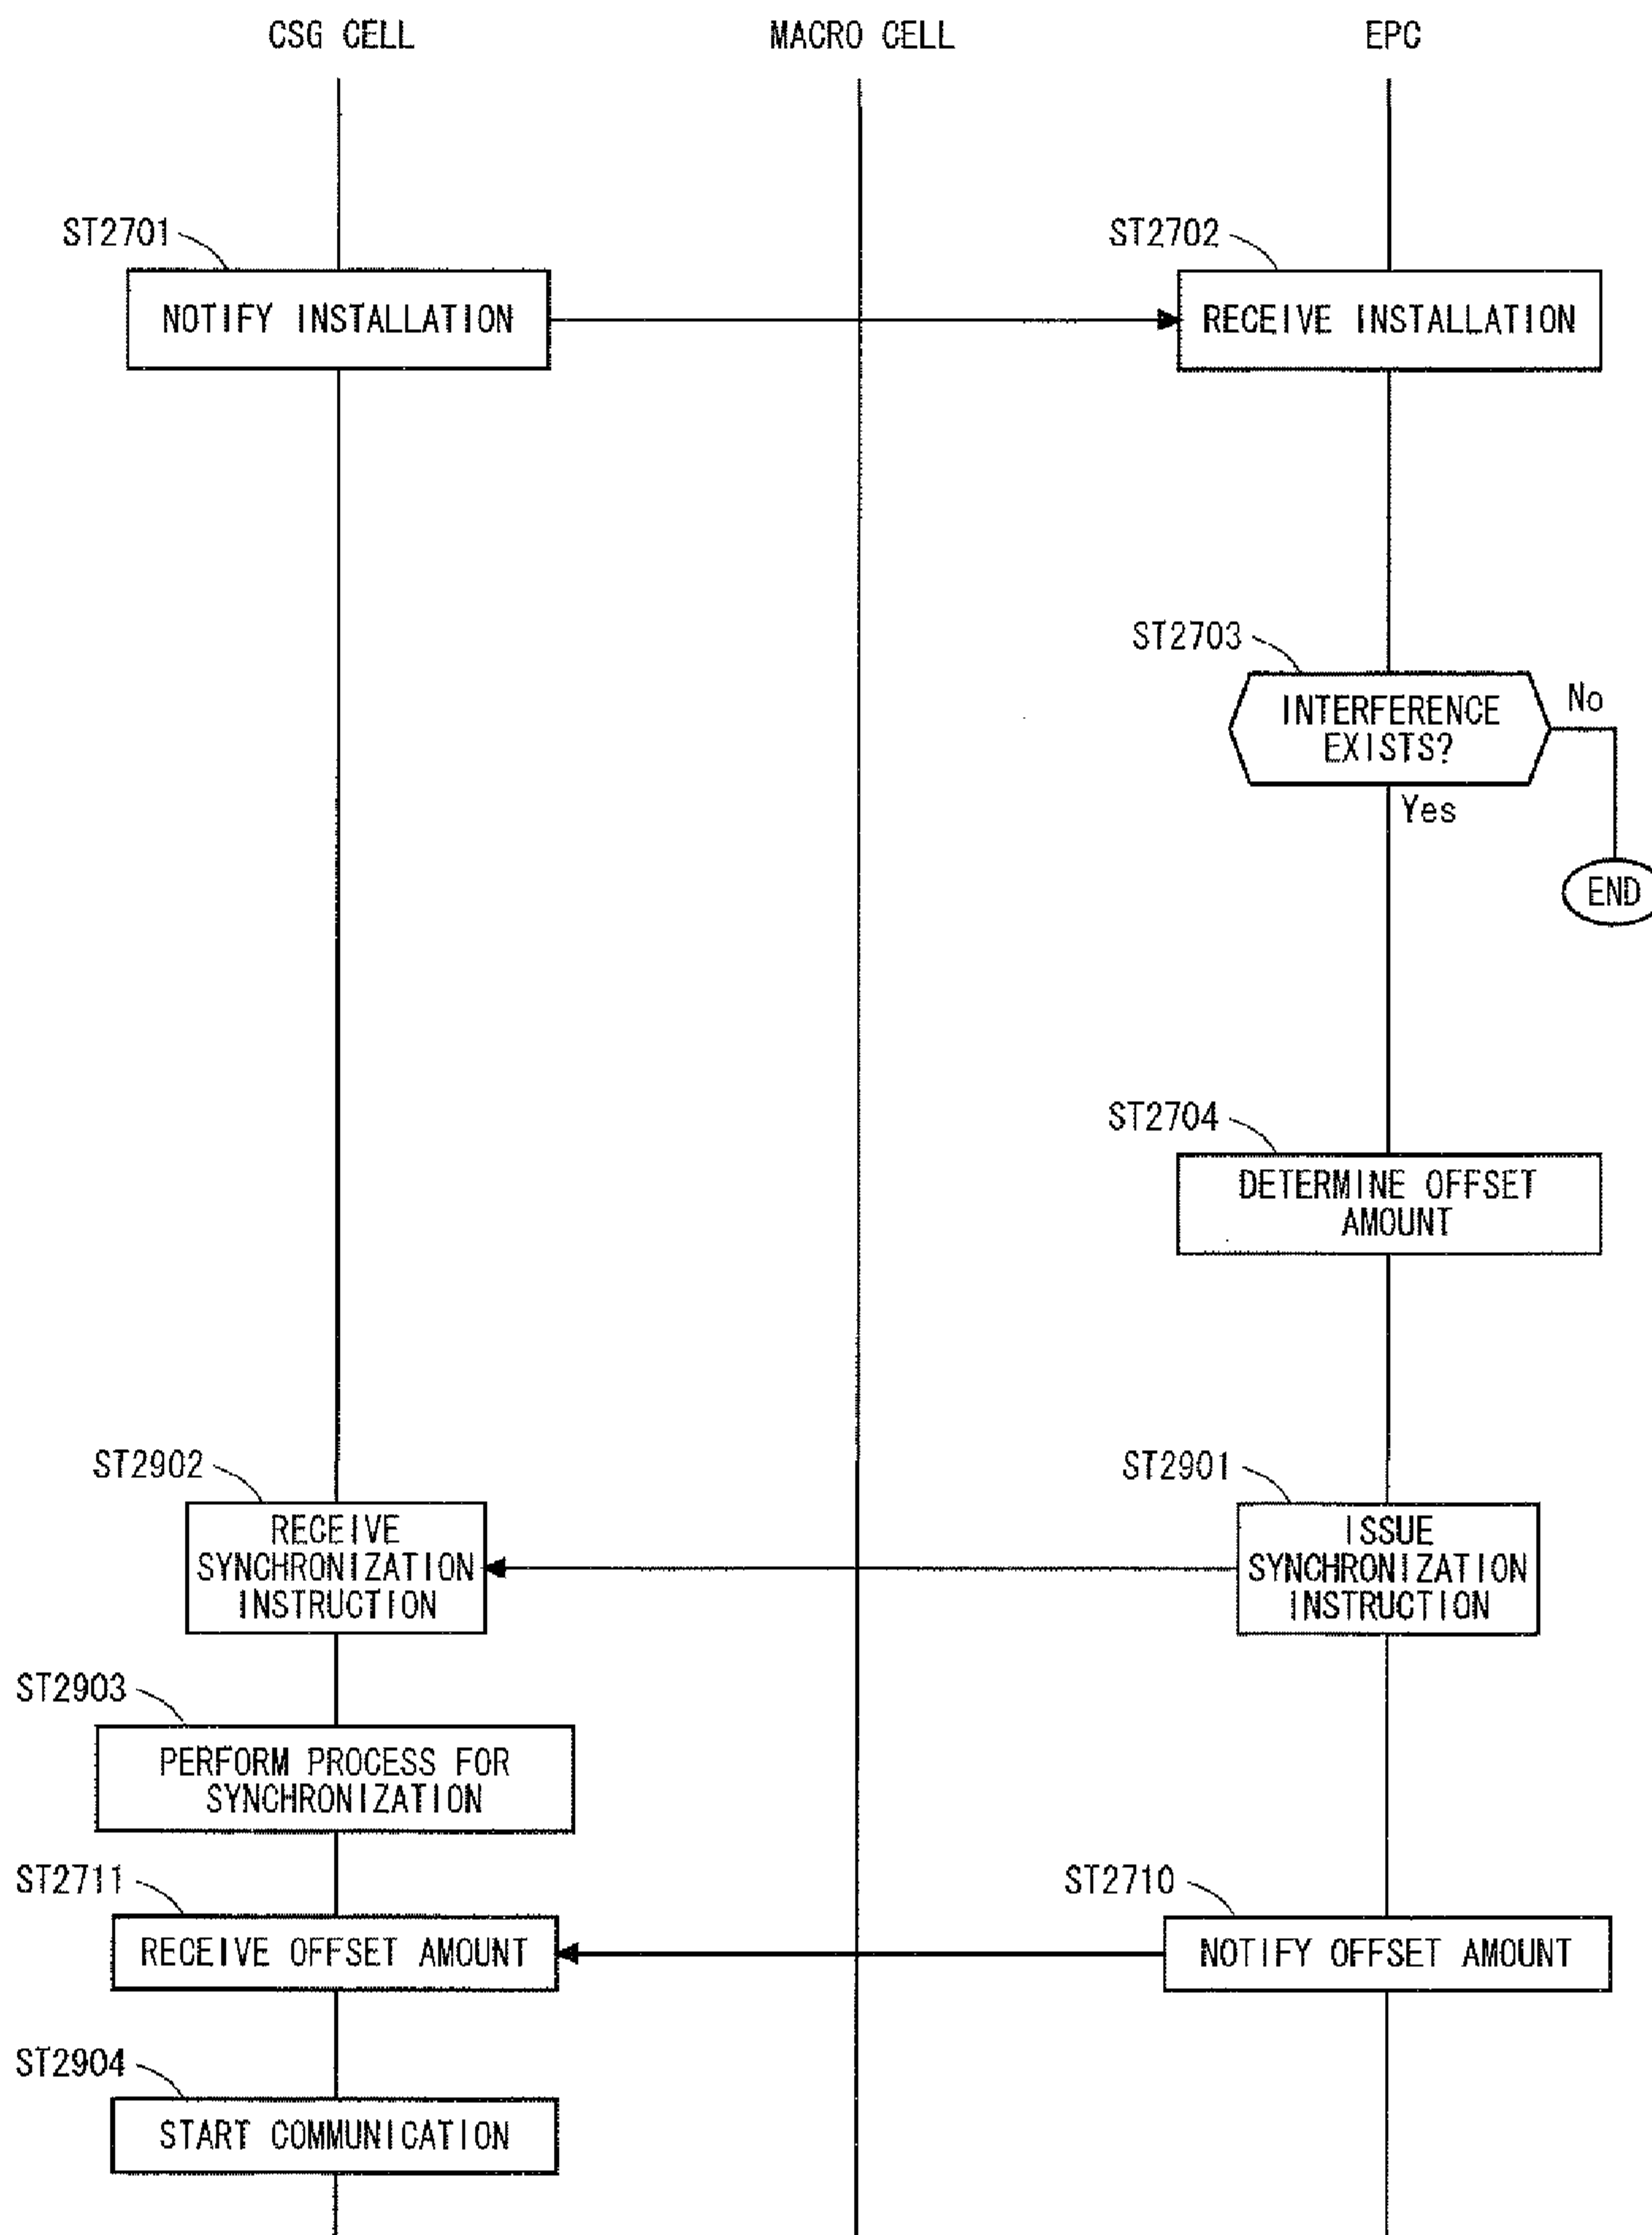 CSG CELL
MACRO CELL
EPC
ST2701
ST2702
NOTIFY INSTALLATION
RECEIVE INSTALLATION
ST2703
INTERFERENCE
EXISTS?
No
Yes
END
ST2704
DETERMINE OFFSET
AMOUNT
ST2902
ST2901
RECEIVE
SYNCHRONIZATION
INSTRUCTION
ISSUE
SYNCHRONIZATION
INSTRUCTION
ST2903
PERFORM PROCESS FOR
SYNCHRONIZATION
ST2711
ST2710
RECEIVE OFFSET AMOUNT
NOTIFY OFFSET AMOUNT
ST2904
START COMMUNICATION